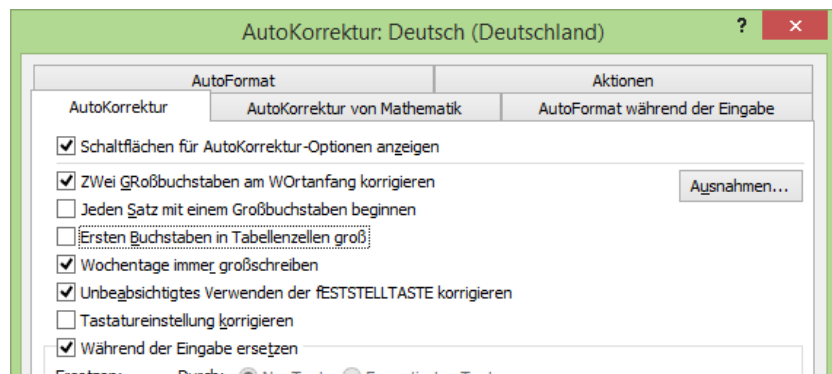 AutoKorrektur: Deutsch (Deutschland) ? ×
AutoFormat Aktionen
AutoKorrektur AutoKorrektur von Mathematik AutoFormat während der Eingabe
Schaltflächen für AutoKorrektur-Optionen anzeigen
ZWei GRoßbuchstaben am WOrtanfang korrigieren Ausnahmen...
Jeden Satz mit einem Großbuchstaben beginnen
Ersten Buchstaben in Tabellenzellen groß
Wochentage immer großschreiben
Unbeabsichtigtes Verwenden der fESTSTELLTASTE korrigieren
Tastatureinstellung korrigieren
Während der Eingabe ersetzen